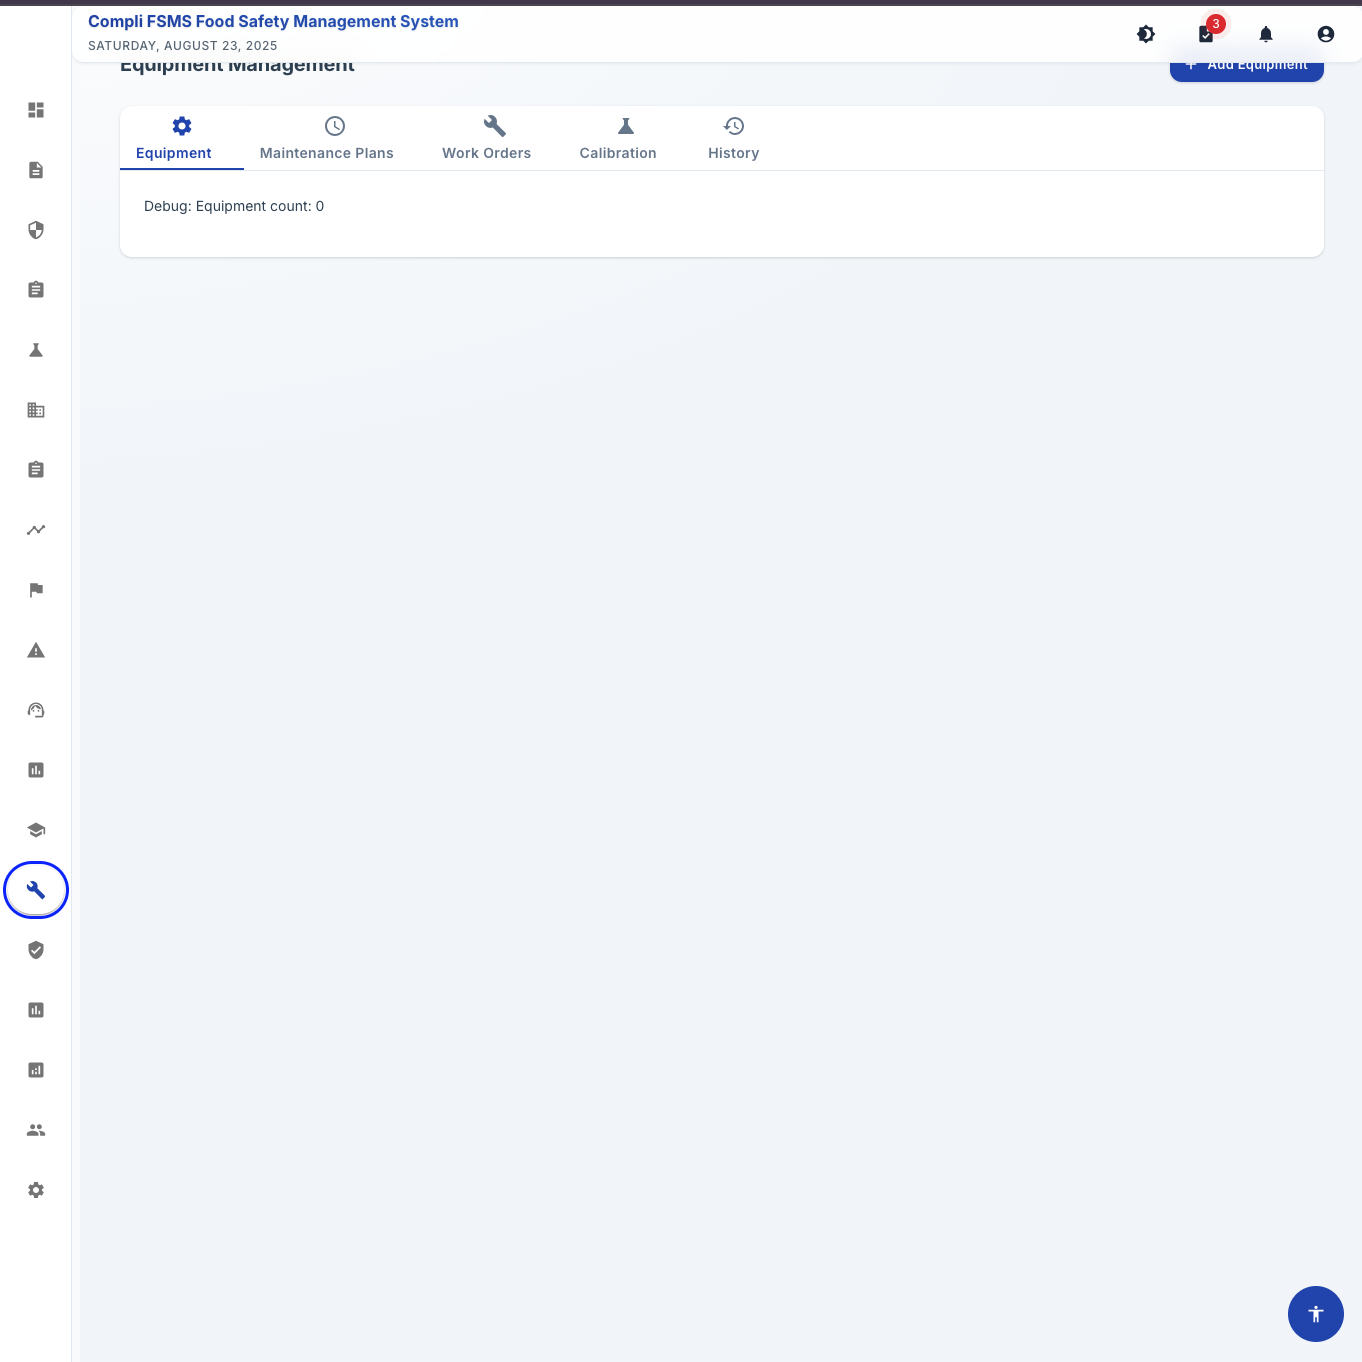 Compli FSMS Food Safety Management System
SATURDAY, AUGUST 23, 2025
3
Equipment Management
Add Equipment
Equipment
Maintenance Plans
Work Orders
Calibration
History
Debug: Equipment count: 0